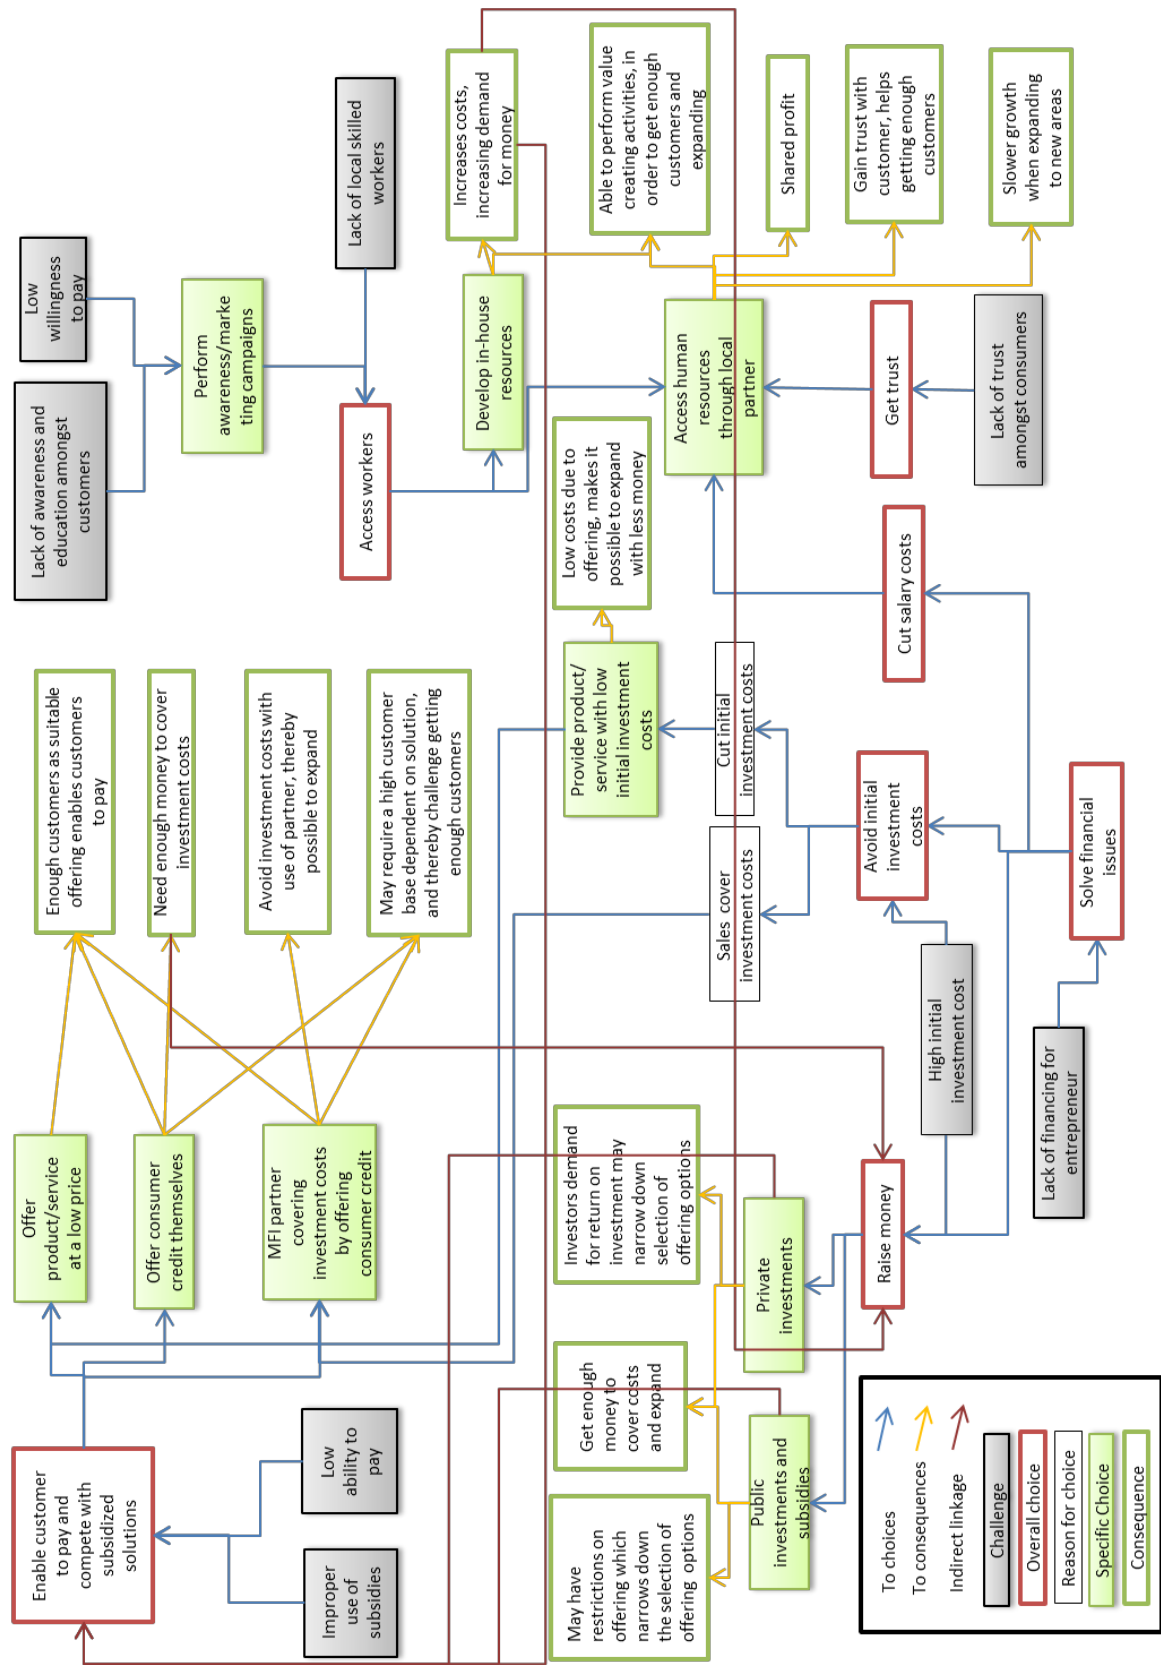 Enable customer
to pay and
compete with
subsidized
solutions
Improper
use of
subsidies
Low
ability to
pay
Offer
product/service
at a low price
Offer consumer
credit themselves
MFI partner
covering
investment costs
by offering
consumer credit
Enough customers as suitable
offering enables customers
to pay
Need enough money to cover
investment costs
Avoid investment costs with
use of partner, thereby
possible to expand
May require a high customer
base dependent on solution,
and thereby challenge getting
enough customers
Lack of awareness and
education amongst
customers
Low
willingness
to pay
Perform
awareness/marke
ting campaigns
Lack of local skilled
workers
Access workers
Develop in-house
resources
Increases costs,
increasing demand
for money
Able to perform value
creating activities, in
order to get enough
customers and
expanding
Shared profit
Gain trust with
customer, helps
getting enough
customers
Slower growth
when expanding
to new areas
Access human
resources
through local
partner
Get trust
Lack of trust
amongst consumers
Low costs due to
offering, makes it
possible to expand
with less money
Provide product/
service with low
initial investment
costs
Cut initial
investment costs
Sales cover
investment costs
Cut salary costs
Avoid initial
investment
costs
Solve financial
issues
High initial
investment cost
Lack of financing for
entrepreneur
Raise money
Investors demand
for return on
investment may
narrow down
selection of
offering options
Private
investments
Get enough
money to
cover costs
and expand
Public
investments and
subsidies
May have
restrictions on
offering which
narrows down
the selection of
offering options
To choices
To consequences
Indirect linkage
Challenge
Overall choice
Reason for choice
Specific Choice
Consequence